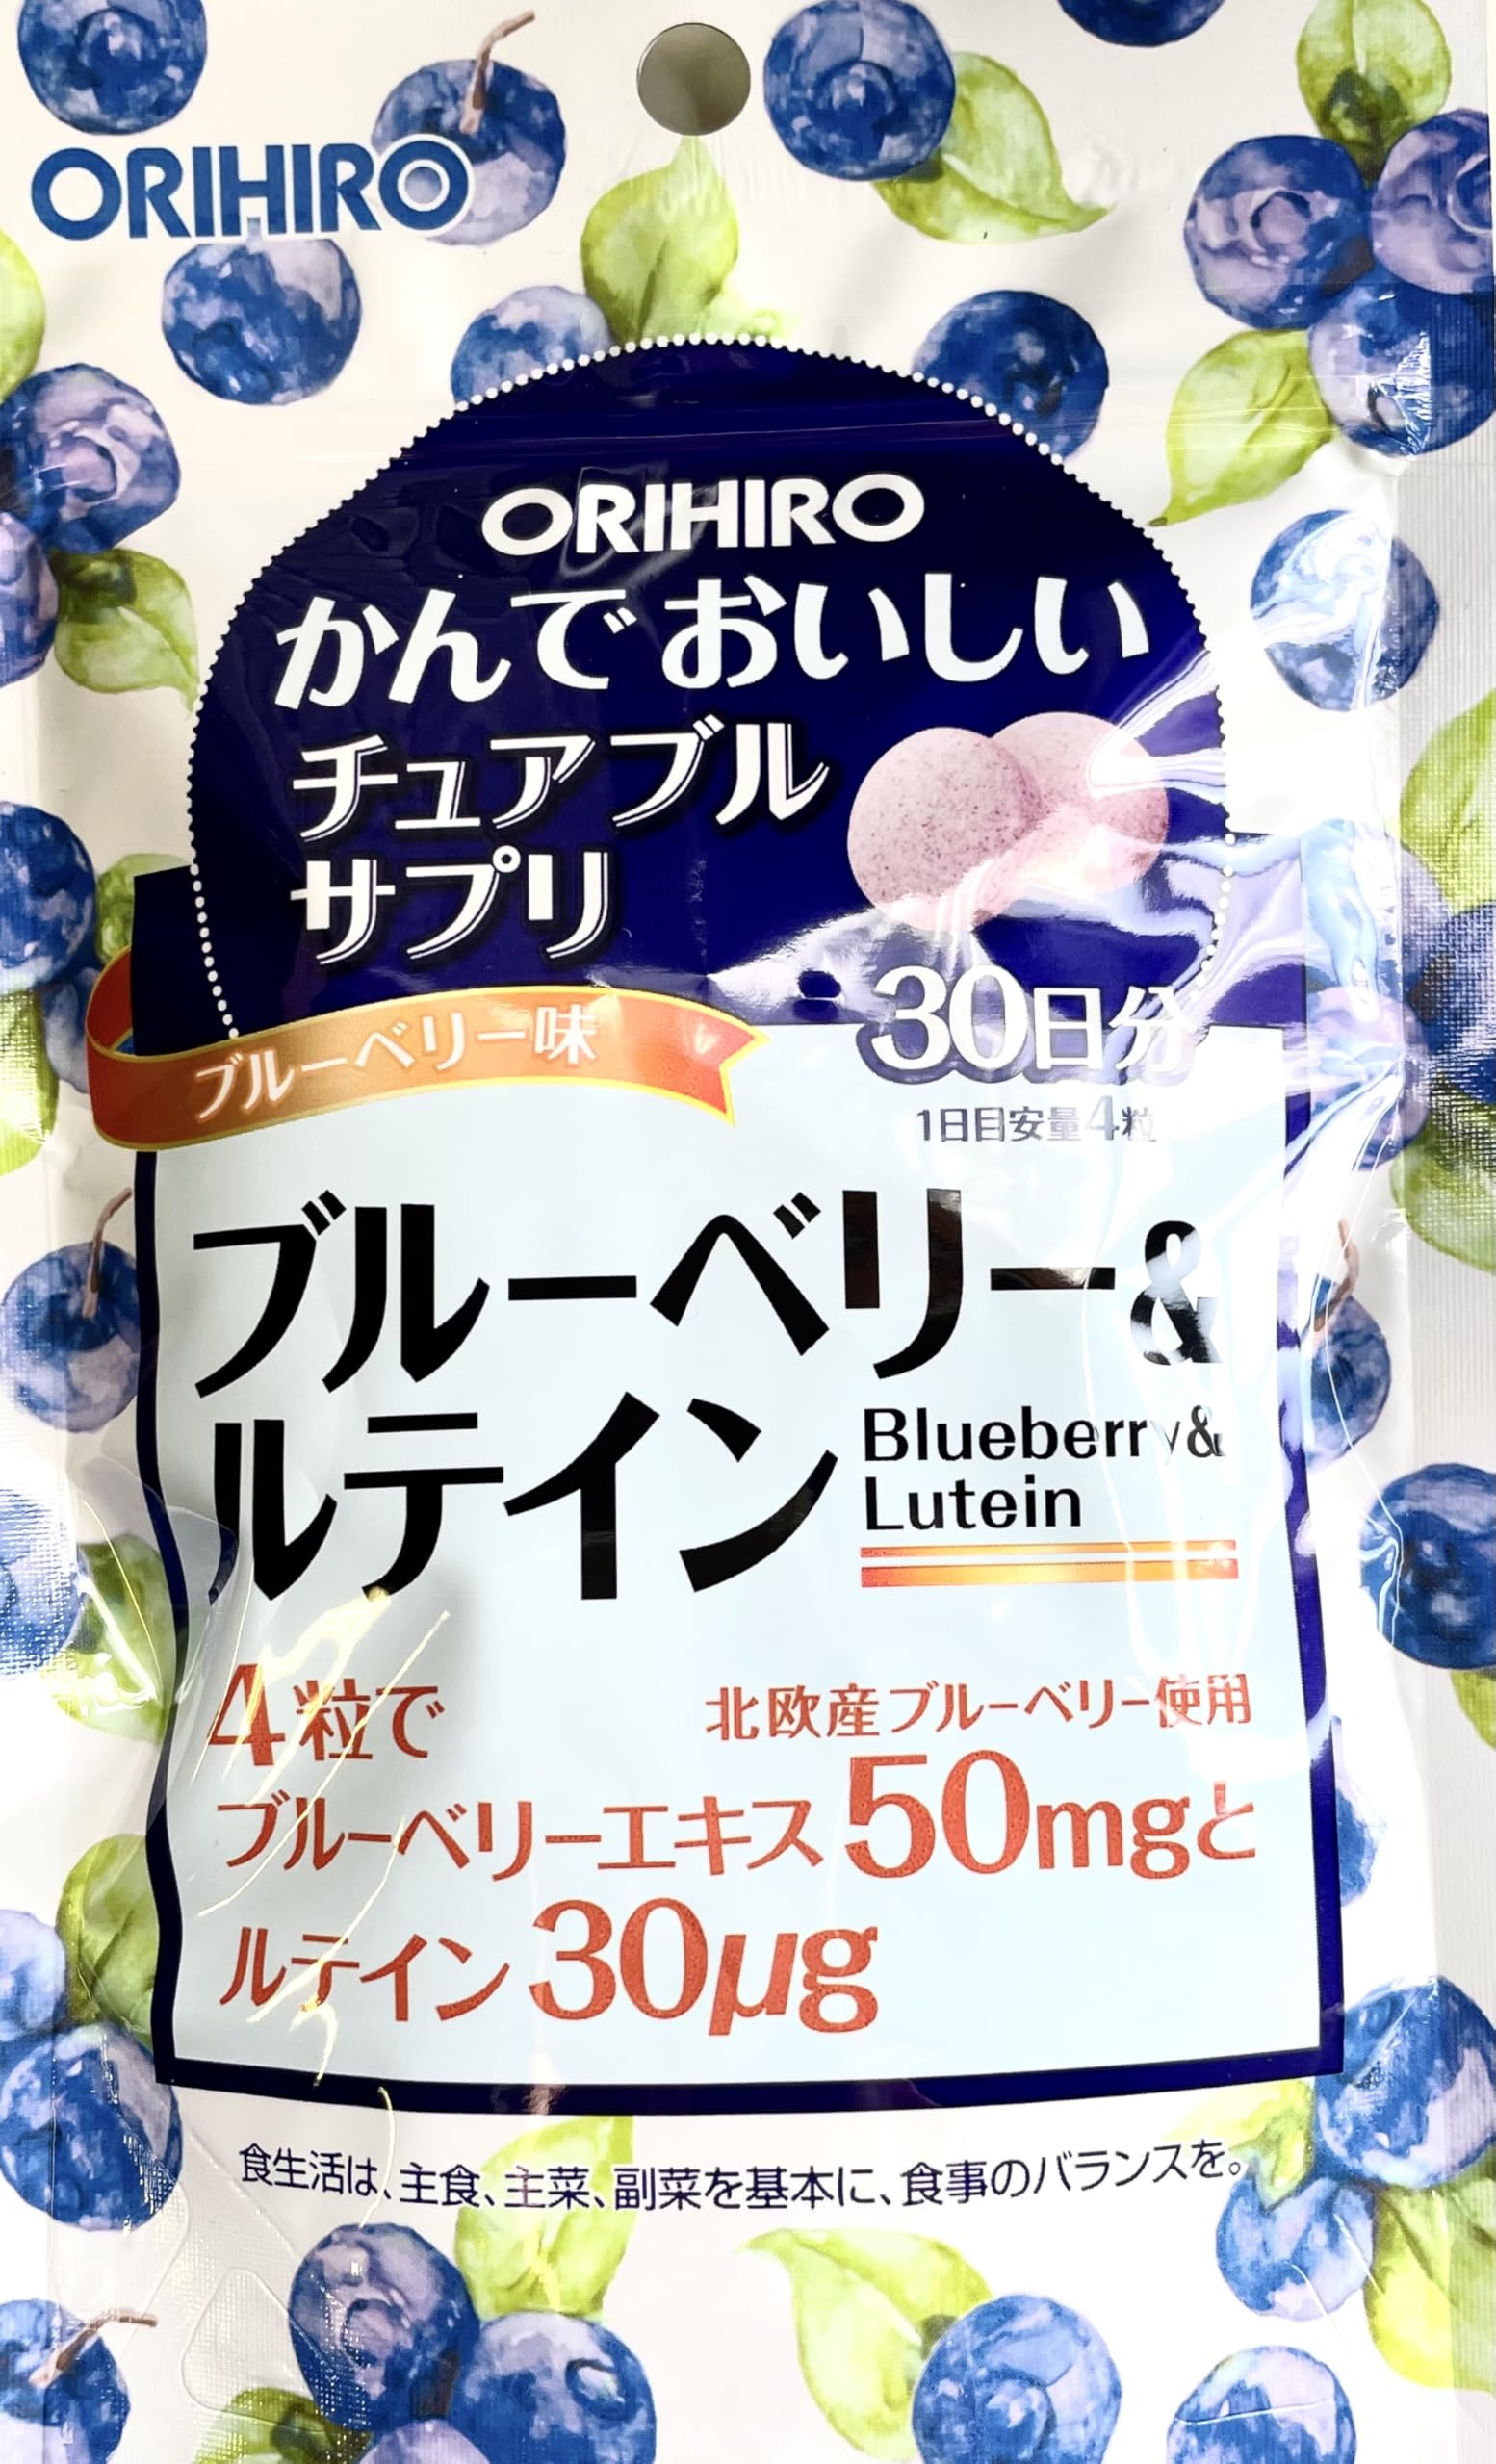 ORIHIRO
ORIHIRO
かんでおいしい
チュアブル
サプリ
ブルーベリー味
30日分
1日目安量4粒
ブルーベリー&
ルテイン
Blueberry&
Lutein
4粒で
北欧産ブルーベリー使用
ブルーベリーエキス50mgと
ルテイン30μg
食生活は、主食、主菜、副菜を基本に、食事のバランスを。